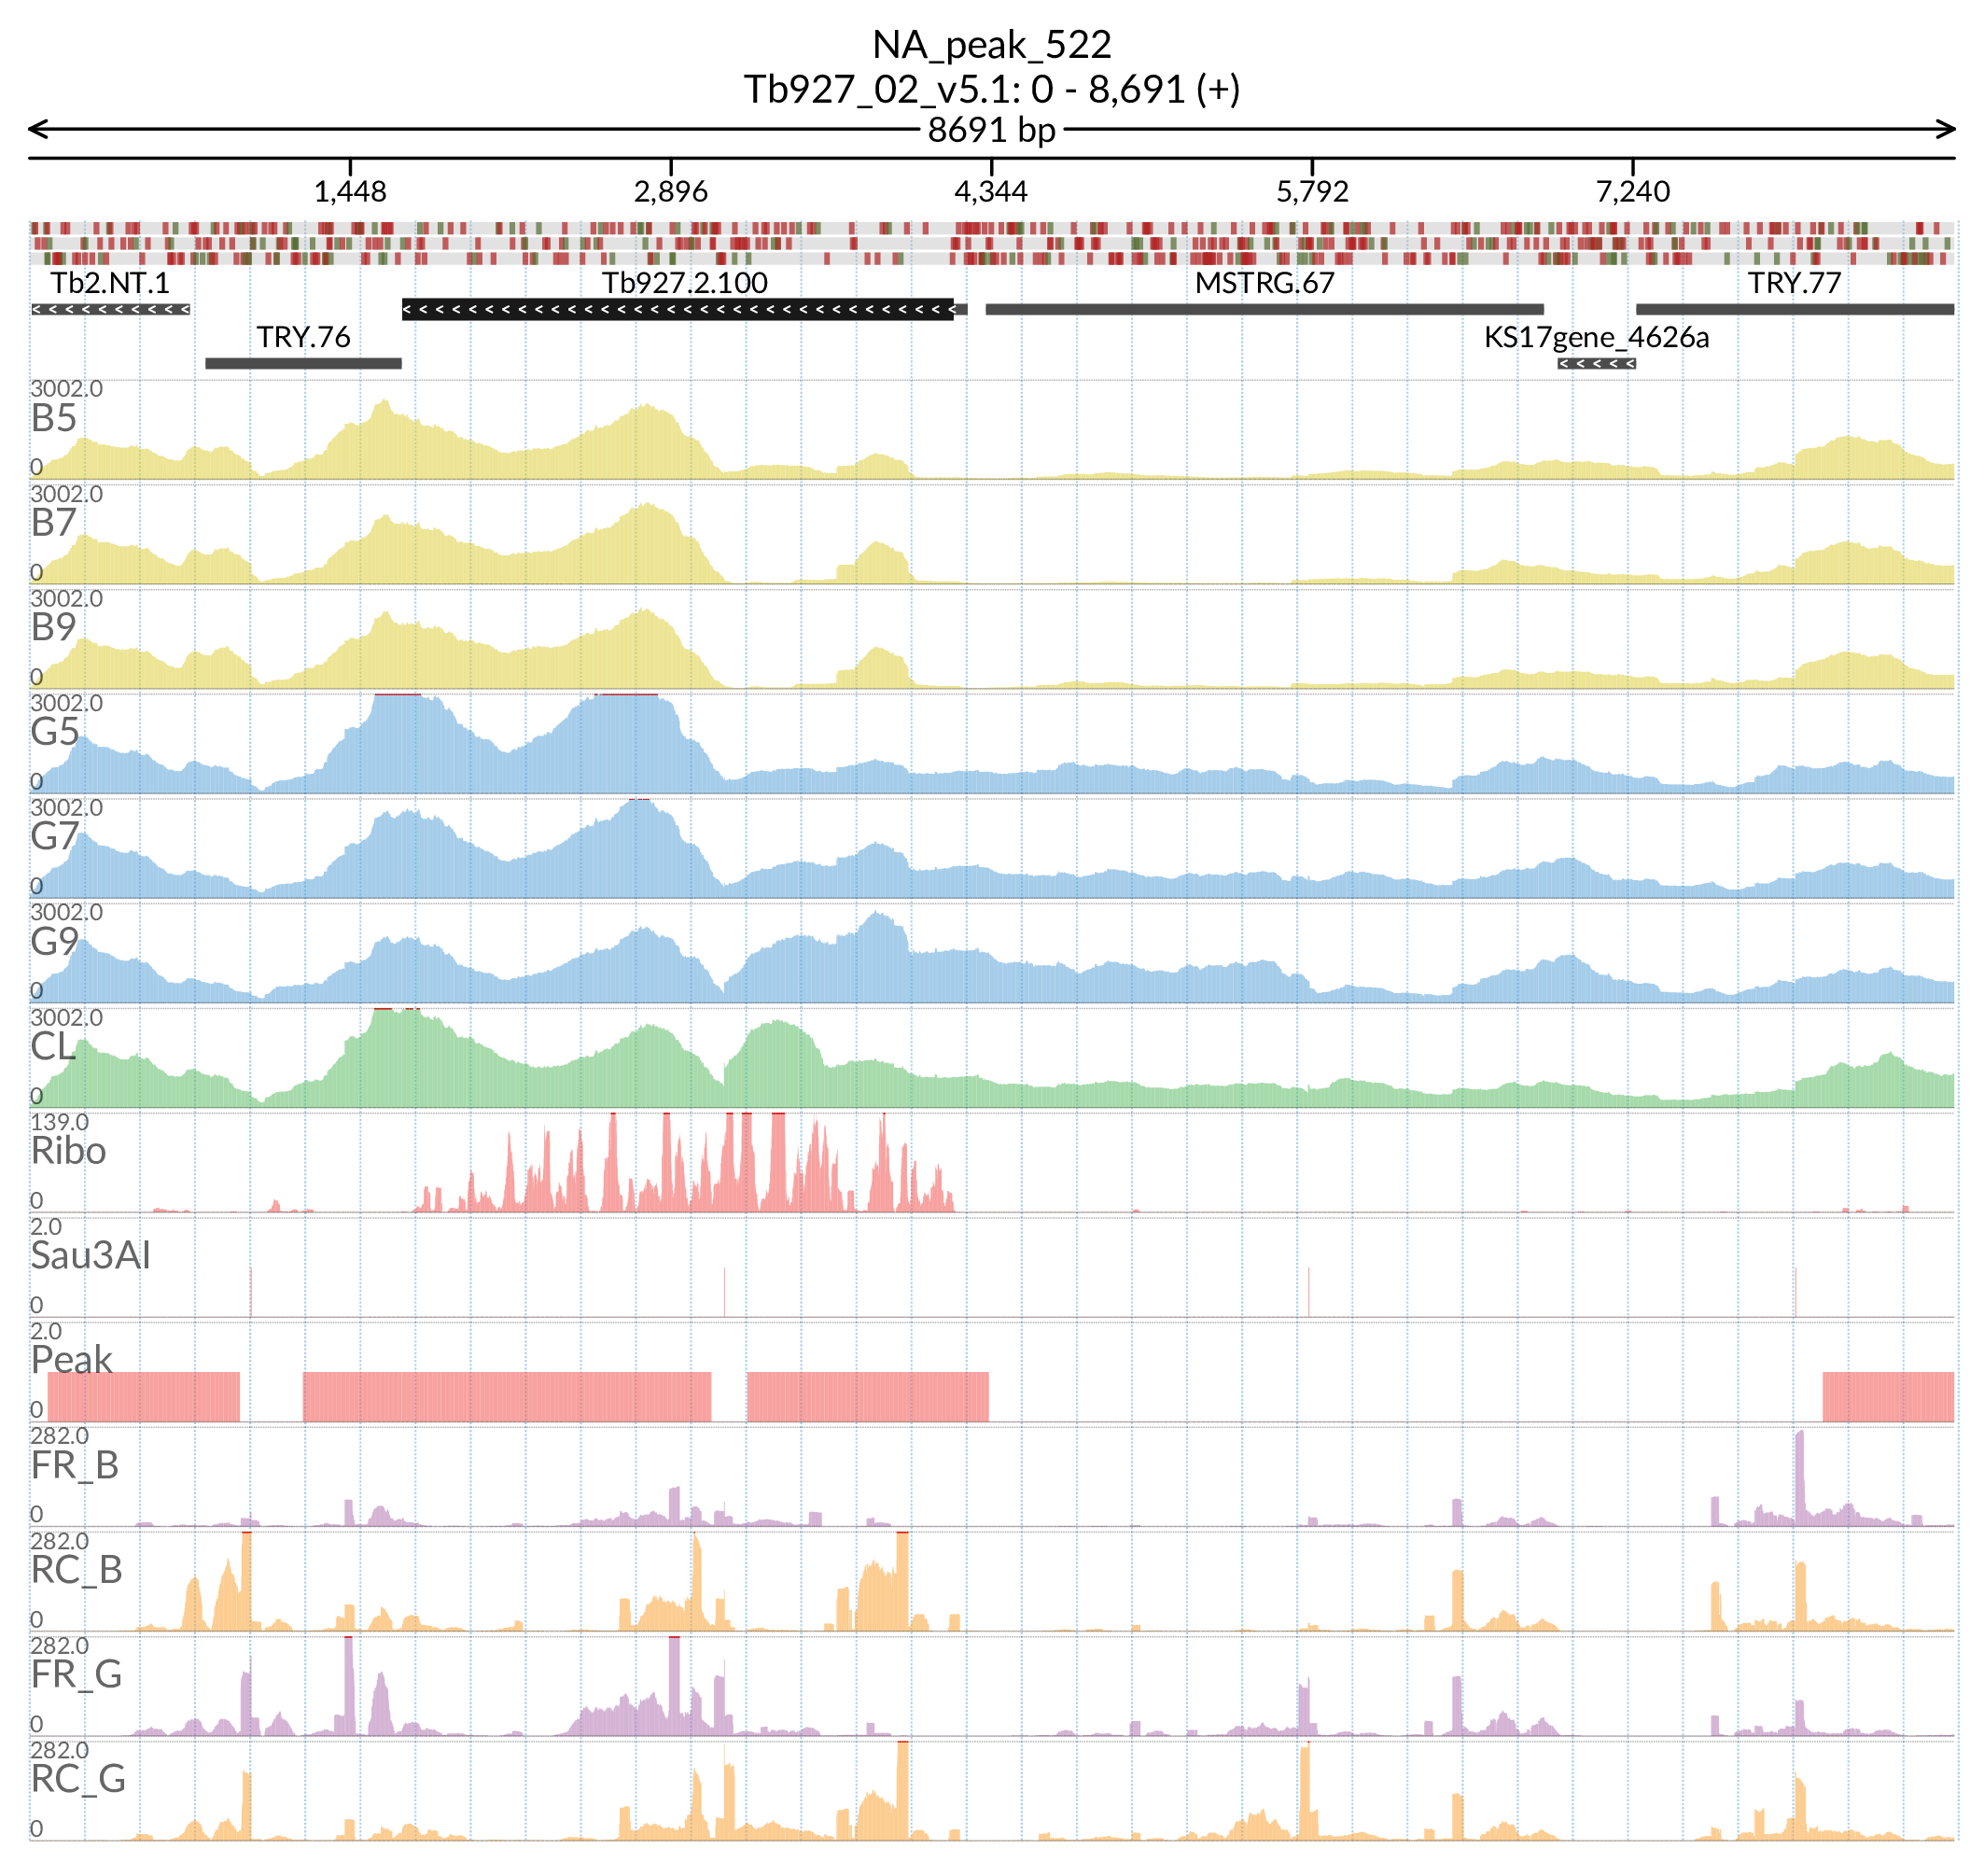 NA_peak_522
Tb927_02_v5.1: 0 - 8,691 (+)
8691 bp
1,448 2,896 4,344 5,792 7,240
Tb2.NT.1 Tb927.2.100 MSTRG.67 TRY.77
TRY.76 KS17gene_4626a
3002.0
B5
0
3002.0
B7
0
3002.0
B9
0
3002.0
G5
0
3002.0
G7
0
3002.0
G9
0
3002.0
CL
0
139.0
Ribo
0
2.0
Sau3AI
0
2.0
Peak
0
282.0
FR_B
0
282.0
RC_B
0
282.0
FR_G
0
282.0
RC_G
0